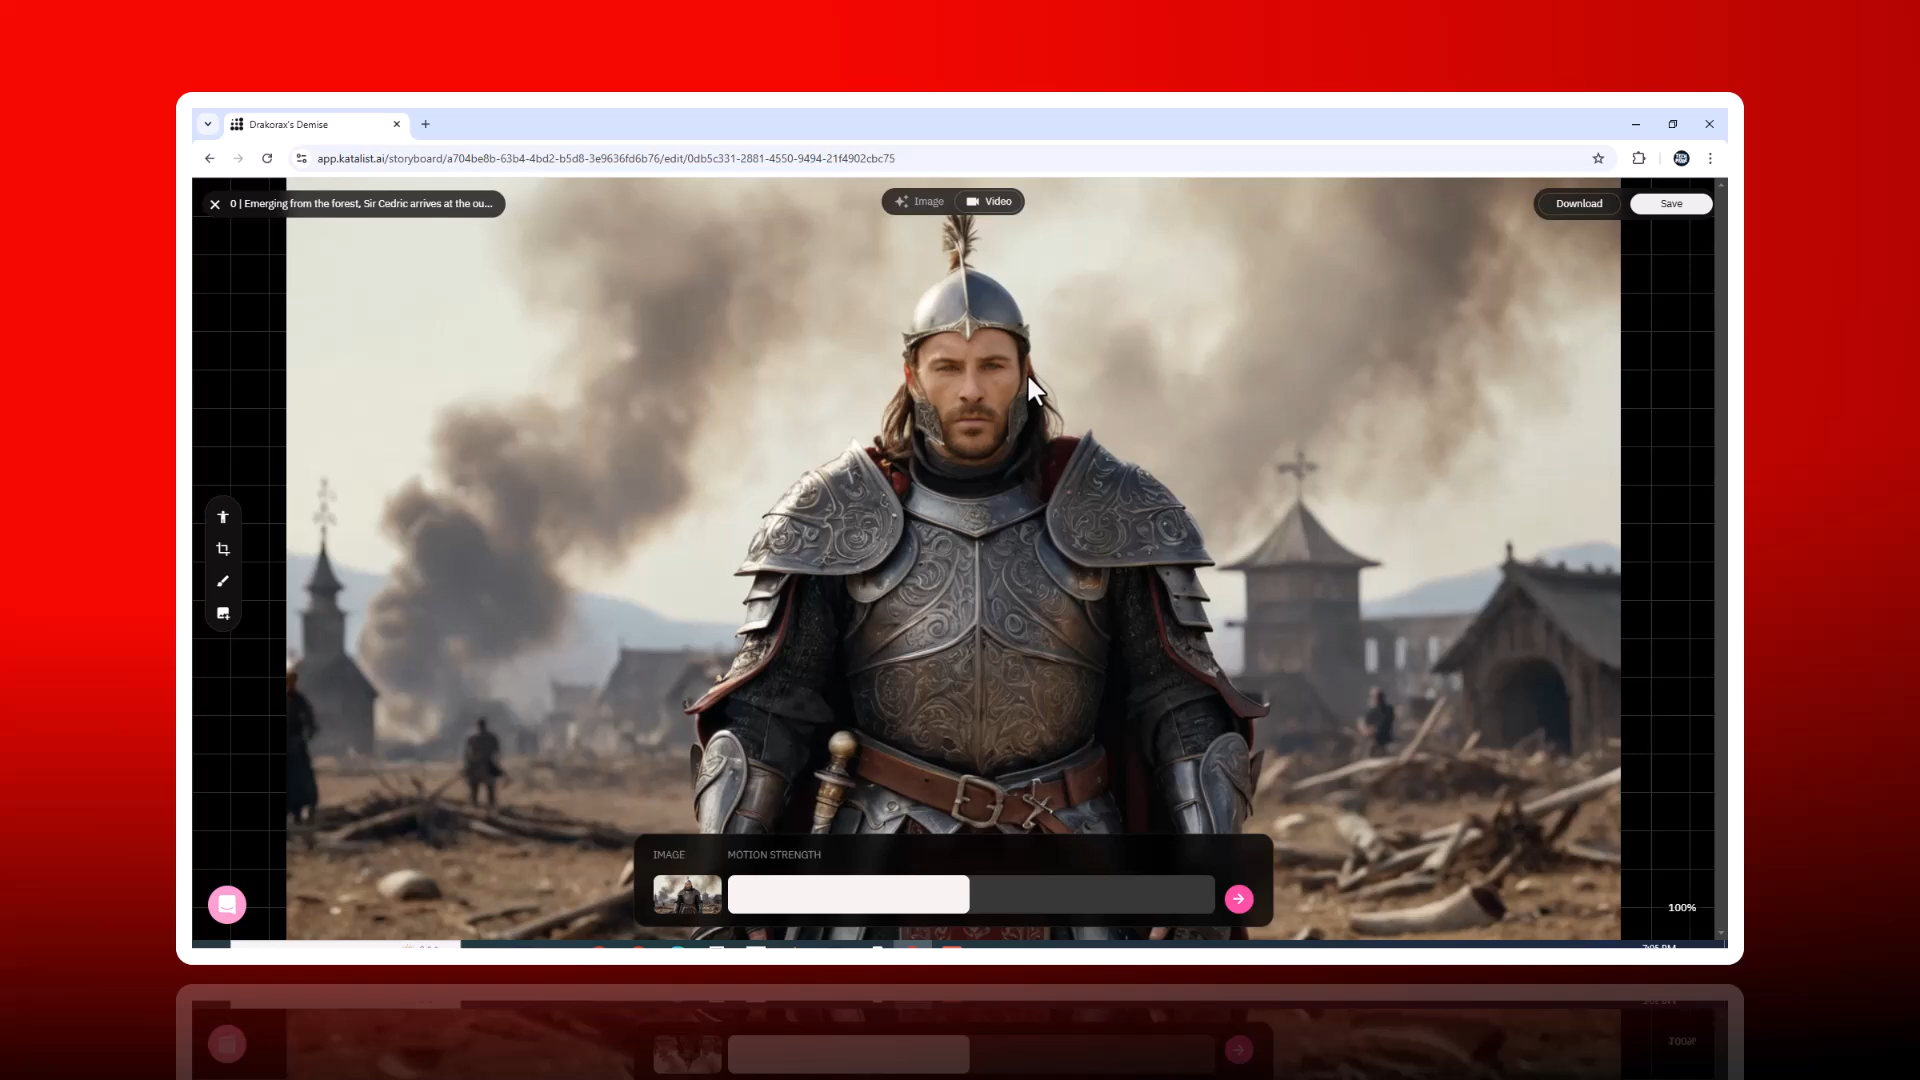 Drakorax's Demise
app.katalist.ai/storyboard/a704be8b-63b4-4bd2-b5d8-3e9636fd6b76/edit/0db5c331-2881-4550-9494-21f4902cbc75
0 | Emerging from the forest, Sir Cedric arrives at the ou...
Image
Video
Download
Save
IMAGE
MOTION STRENGTH
100%